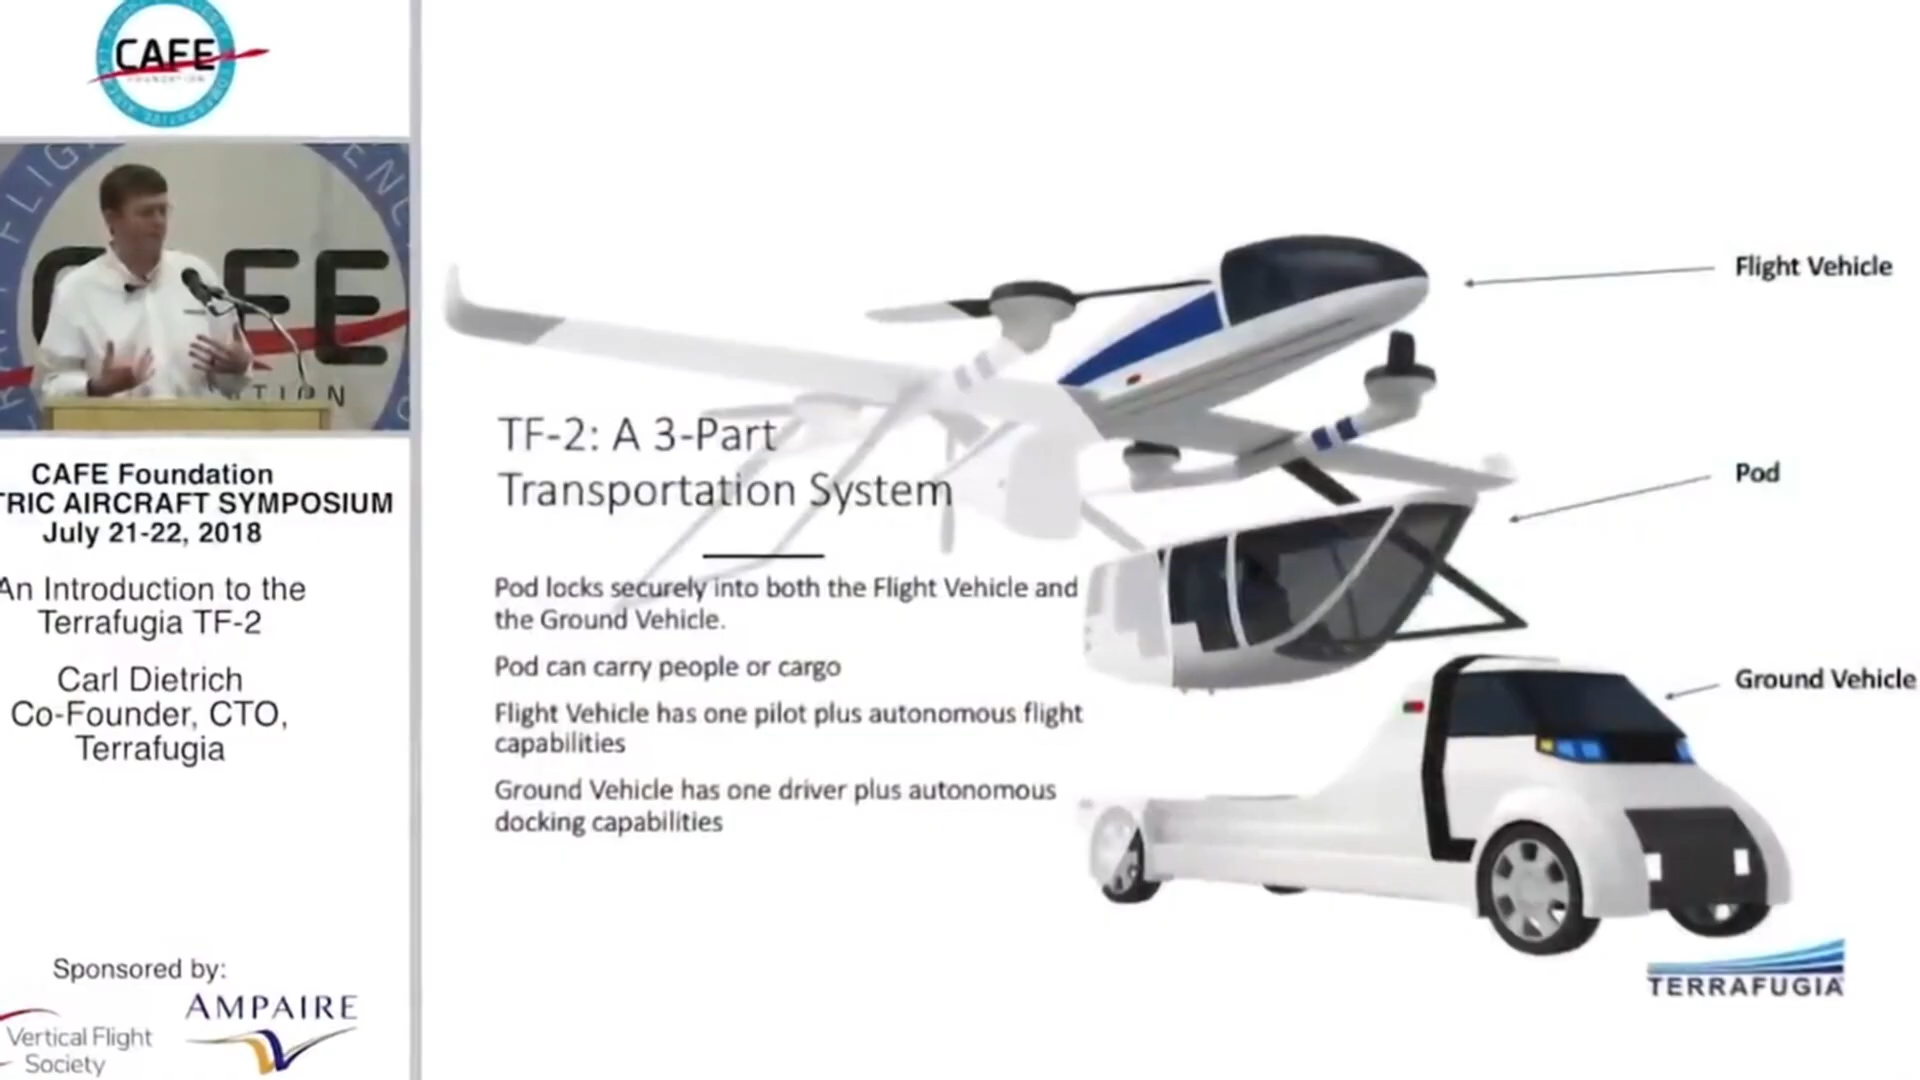 CAFE
FOUNDATION
CAFE
CAFE Foundation
TRIC AIRCRAFT SYMPOSIUM
July 21-22, 2018
An Introduction to the
Terrafugia TF-2
Carl Dietrich
Co-Founder, CTO,
Terrafugia
Sponsored by:
AMPAIRE
Vertical Flight
Society
TF-2: A 3-Part
Transportation System
Pod locks securely into both the Flight Vehicle and
the Ground Vehicle.
Pod can carry people or cargo
Flight Vehicle has one pilot plus autonomous flight
capabilities
Ground Vehicle has one driver plus autonomous
docking capabilities
Flight Vehicle
Pod
Ground Vehicle
TERRAFUGIA